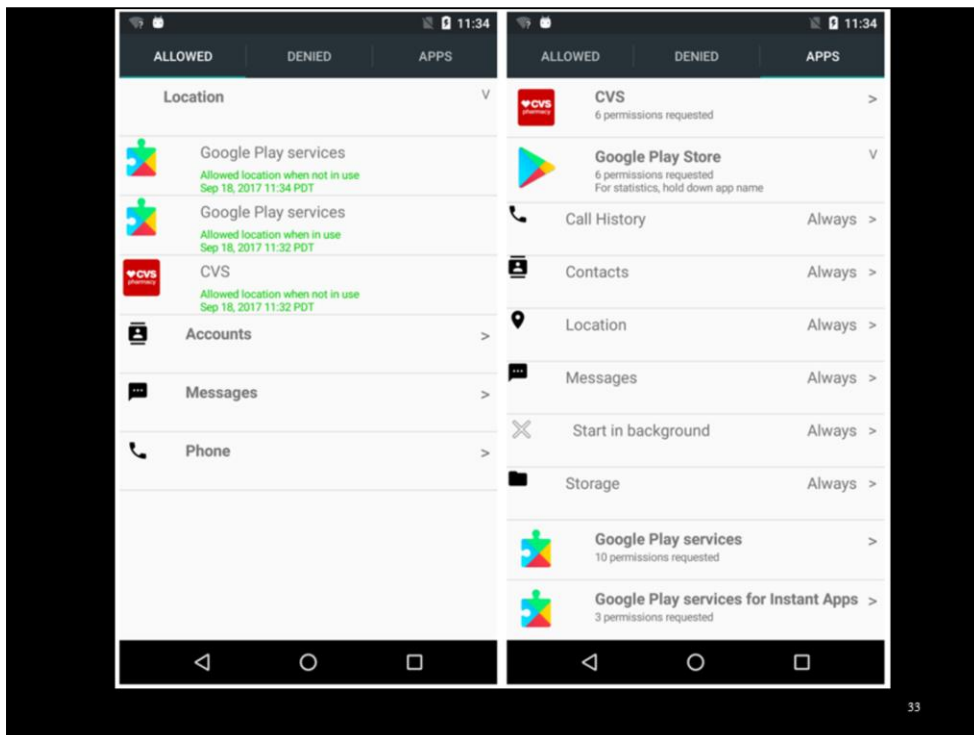 11:34
ALLOWED DENIED APPS
Location V
Google Play services
Allowed location when not in use
Sep 18, 2017 11:34 PDT
Google Play services
Allowed location when in use
Sep 18, 2017 11:32 PDT
CVS
pharmacy
CVS
Allowed location when not in use
Sep 18, 2017 11:32 PDT
Accounts >
Messages >
Phone >
11:34
ALLOWED DENIED APPS
CVS
pharmacy
CVS >
6 permissions requested
Google Play Store V
6 permissions requested
For statistics, hold down app name
Call History Always >
Contacts Always >
Location Always >
Messages Always >
Start in background Always >
Storage Always >
Google Play services >
10 permissions requested
Google Play services for Instant Apps >
3 permissions requested
33